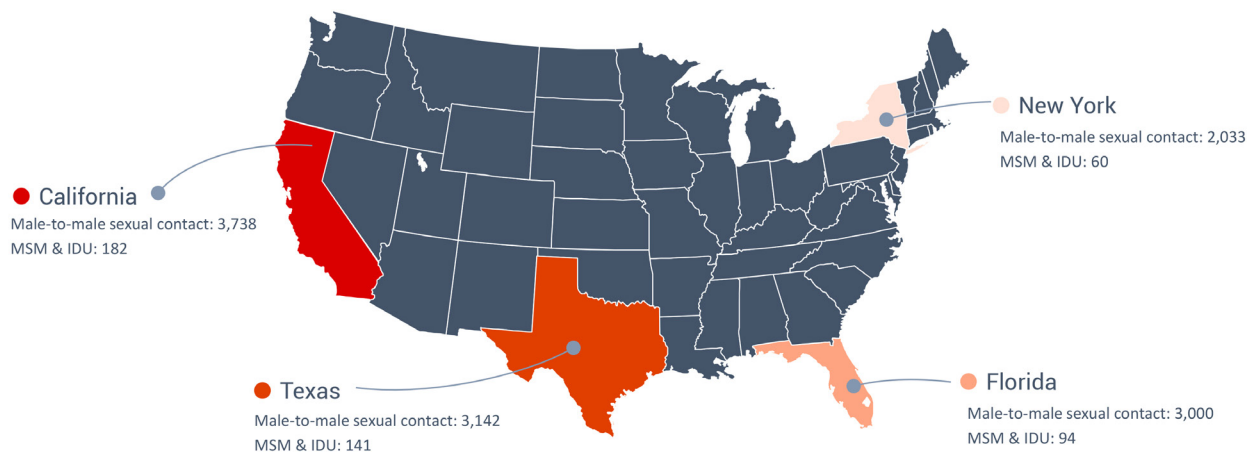 New York
Male-to-male sexual contact: 2,033
MSM & IDU: 60
California
Male-to-male sexual contact: 3,738
MSM & IDU: 182
Texas
Male-to-male sexual contact: 3,142
MSM & IDU: 141
Florida
Male-to-male sexual contact: 3,000
MSM & IDU: 94